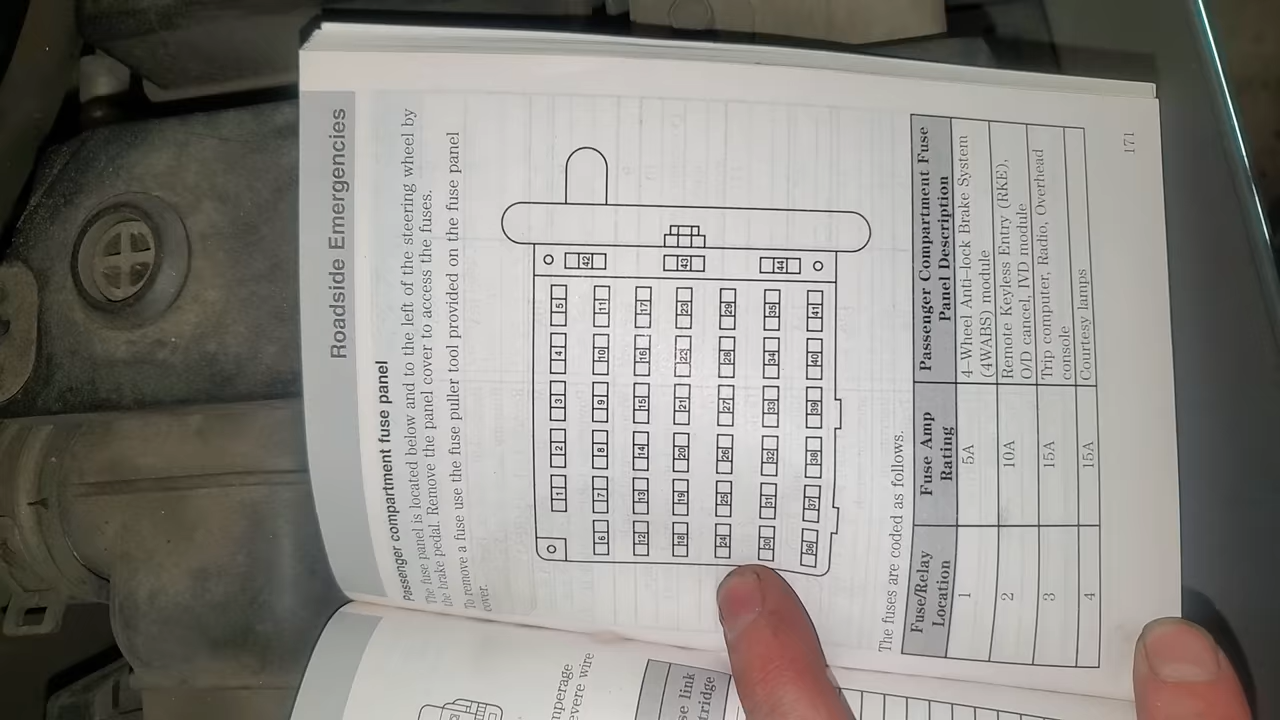 Roadside Emergencies
Passenger compartment fuse panel
The fuse panel is located below and to the left of the steering wheel by
the brake pedal. Remove the panel cover to access the fuses.
To remove a fuse use the fuse puller tool provided on the fuse panel
cover.
1 2 3 4 5 42
6 7 8 9 10 11
12 13 14 15 16 17
18 19 20 21 22 23 43
24 25 26 27 28 29
30 31 32 33 34 35 44
36 37 38 39 40 41
The fuses are coded as follows.
Fuse/Relay Location Fuse Amp Rating Passenger Compartment Fuse Panel Description
1 5A 4–Wheel Anti–lock Brake System
(4WABS) module
2 10A Remote Keyless Entry (RKE),
O/D cancel, IVD module
3 15A Trip computer, Radio, Overhead
console
4 15A Courtesy lamps
171
evere wire